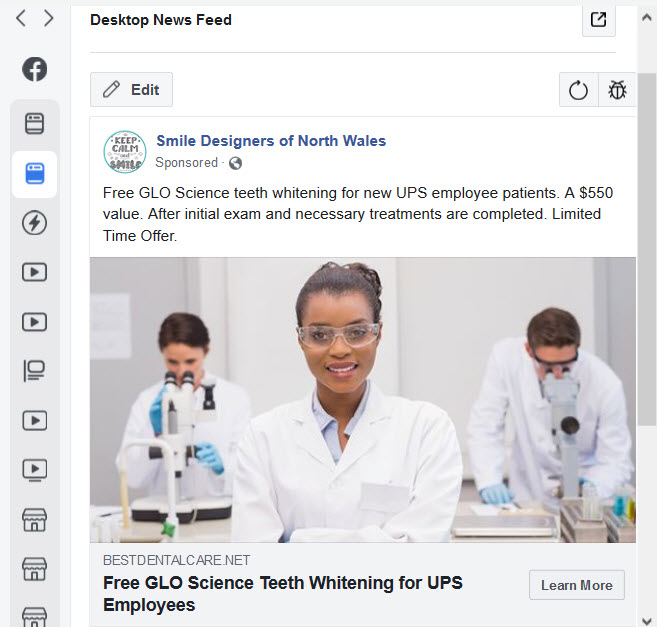 Desktop News Feed
Edit
KEEP
CALM
and
SMILE
Smile Designers of North Wales
Sponsored ·
Free GLO Science teeth whitening for new UPS employee patients. A $550
value. After initial exam and necessary treatments are completed. Limited
Time Offer.
BESTDENTALCARE.NET
Free GLO Science Teeth Whitening for UPS
Employees
Learn More